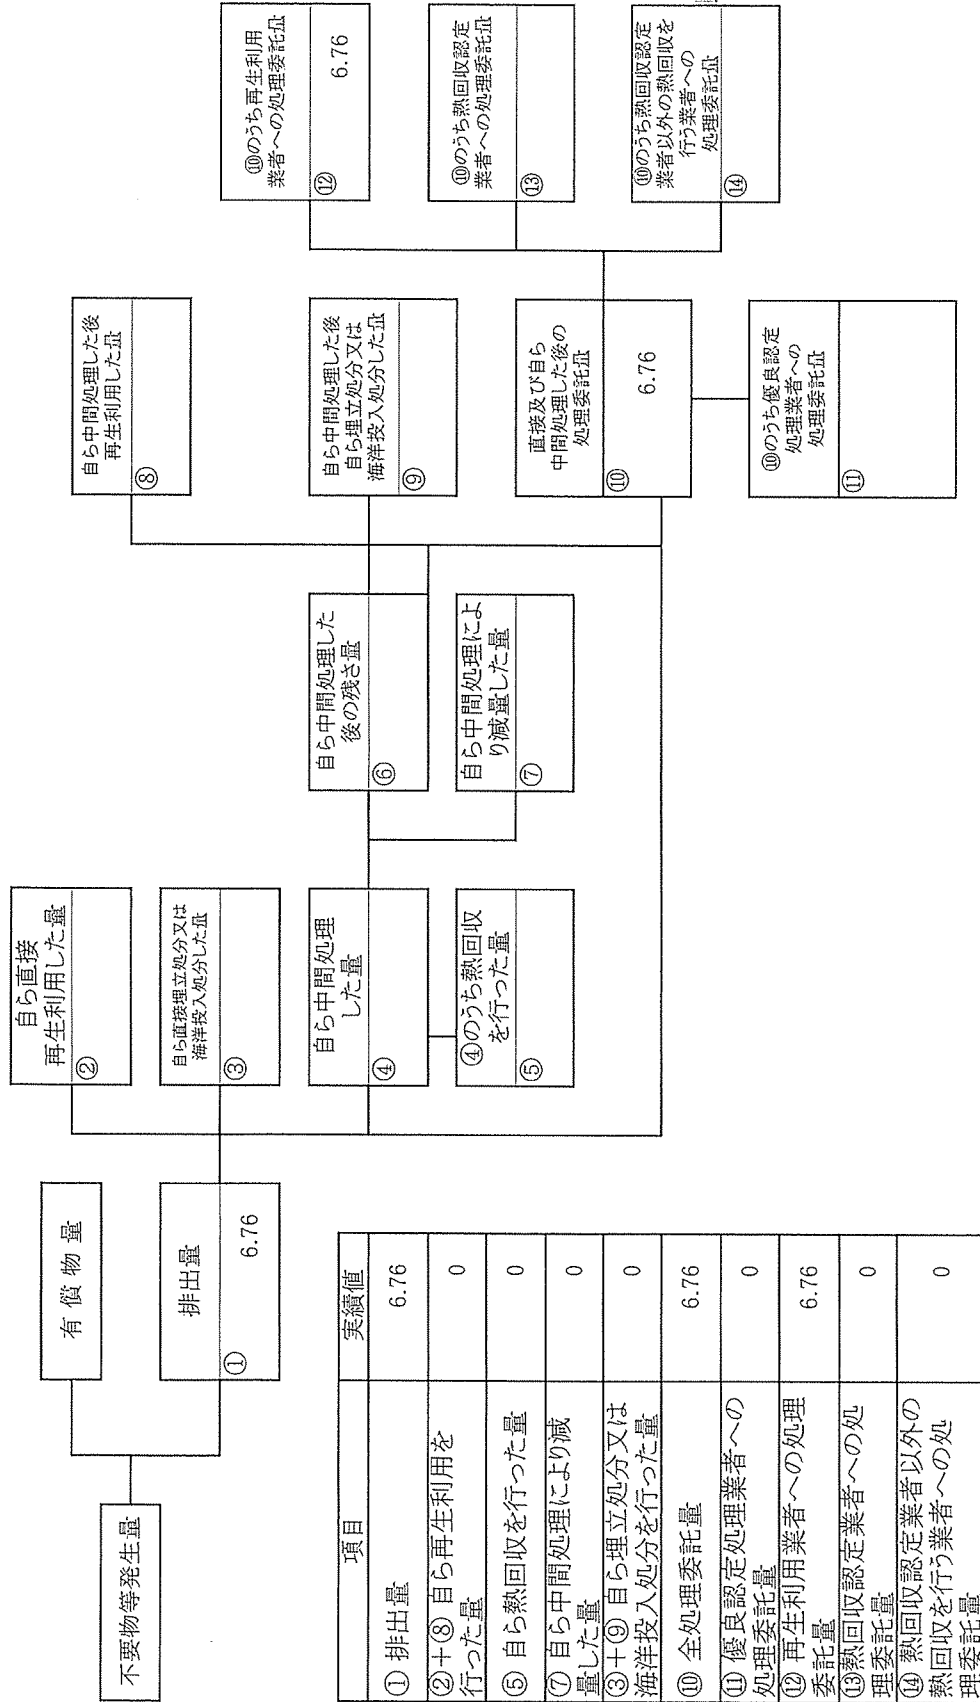 不要物等発生量
有償物量
排出量
①
6.76
自ら直接
再生利用した量
②
自ら直接埋立処分又は
海洋投入処分した量
③
自ら中間処理
した量
④
④のうち熱回収
を行った量
⑤
自ら中間処理した
後の残さ量
⑥
自ら中間処理によ
り減量した量
⑦
自ら中間処理した後
再生利用した量
⑧
自ら中間処理した後
自ら埋立処分又は
海洋投入処分した量
⑨
直接及び自ら
中間処理した後の
処理委託量
⑩
6.76
⑩のうち優良認定
処理業者への
処理委託量
⑪
⑩のうち再生利用
業者への処理委託量
⑫
6.76
⑩のうち熱回収認定
業者への処理委託量
⑬
⑩のうち熱回収認定
業者以外の熱回収を
行う業者への
処理委託量
⑭
項目 実績値
①排出量 6.76
②+⑧自ら再生利用を
行った量 0
⑤自ら熱回収を行った量 0
⑦自ら中間処理により減
量した量 0
③+⑨自ら埋立処分又は
海洋投入処分を行った量 0
⑩全処理委託量 6.76
⑪優良認定処理業者への
処理委託量 0
⑫再生利用業者への処理
委託量 6.76
⑬熱回収認定業者への処
理委託量 0
⑭熱回収認定業者以外の
熱回収を行う業者への処
理委託量 0